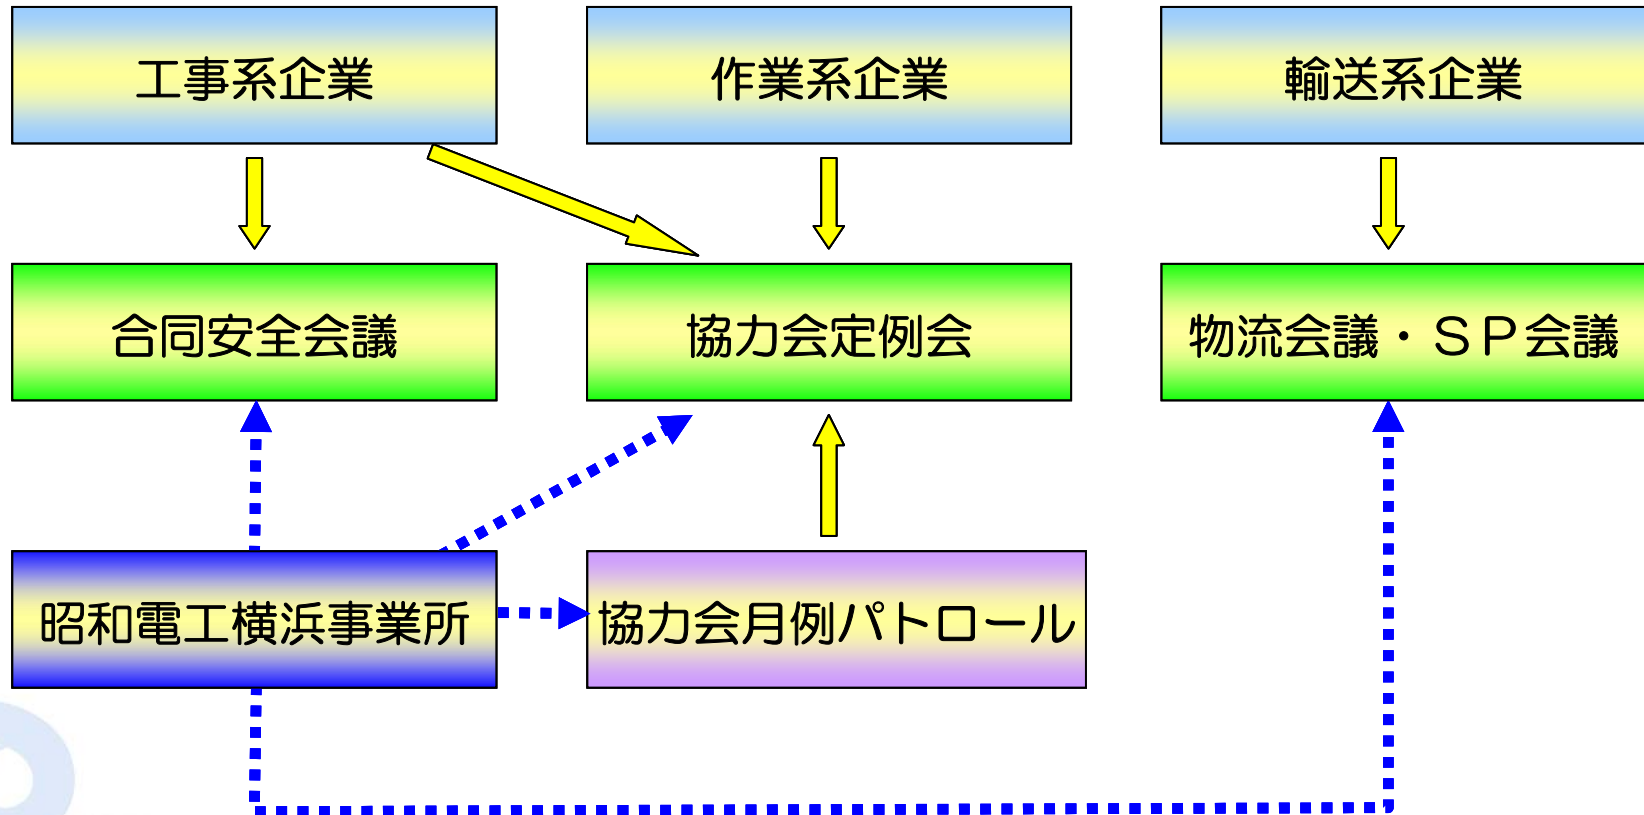 工事系企業
作業系企業
輸送系企業
合同安全会議
協力会定例会
物流会議・ＳＰ会議
昭和電工横浜事業所
協力会月例パトロール